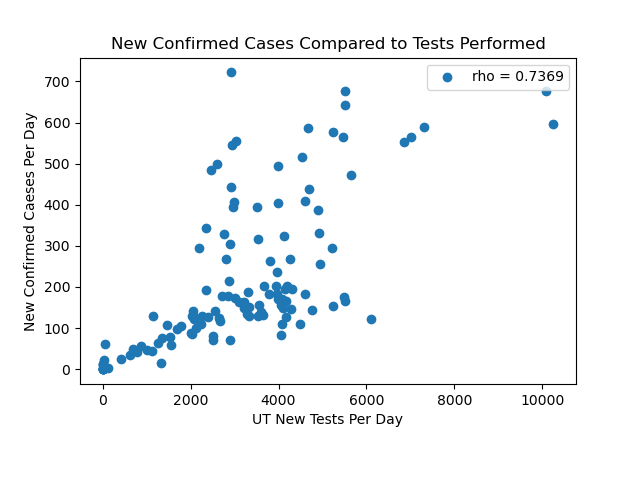 New Confirmed Cases Compared to Tests Performed
rho = 0.7369
New Confirmed Caeses Per Day
700
600
500
400
300
200
100
0
0 2000 4000 6000 8000 10000
UT New Tests Per Day